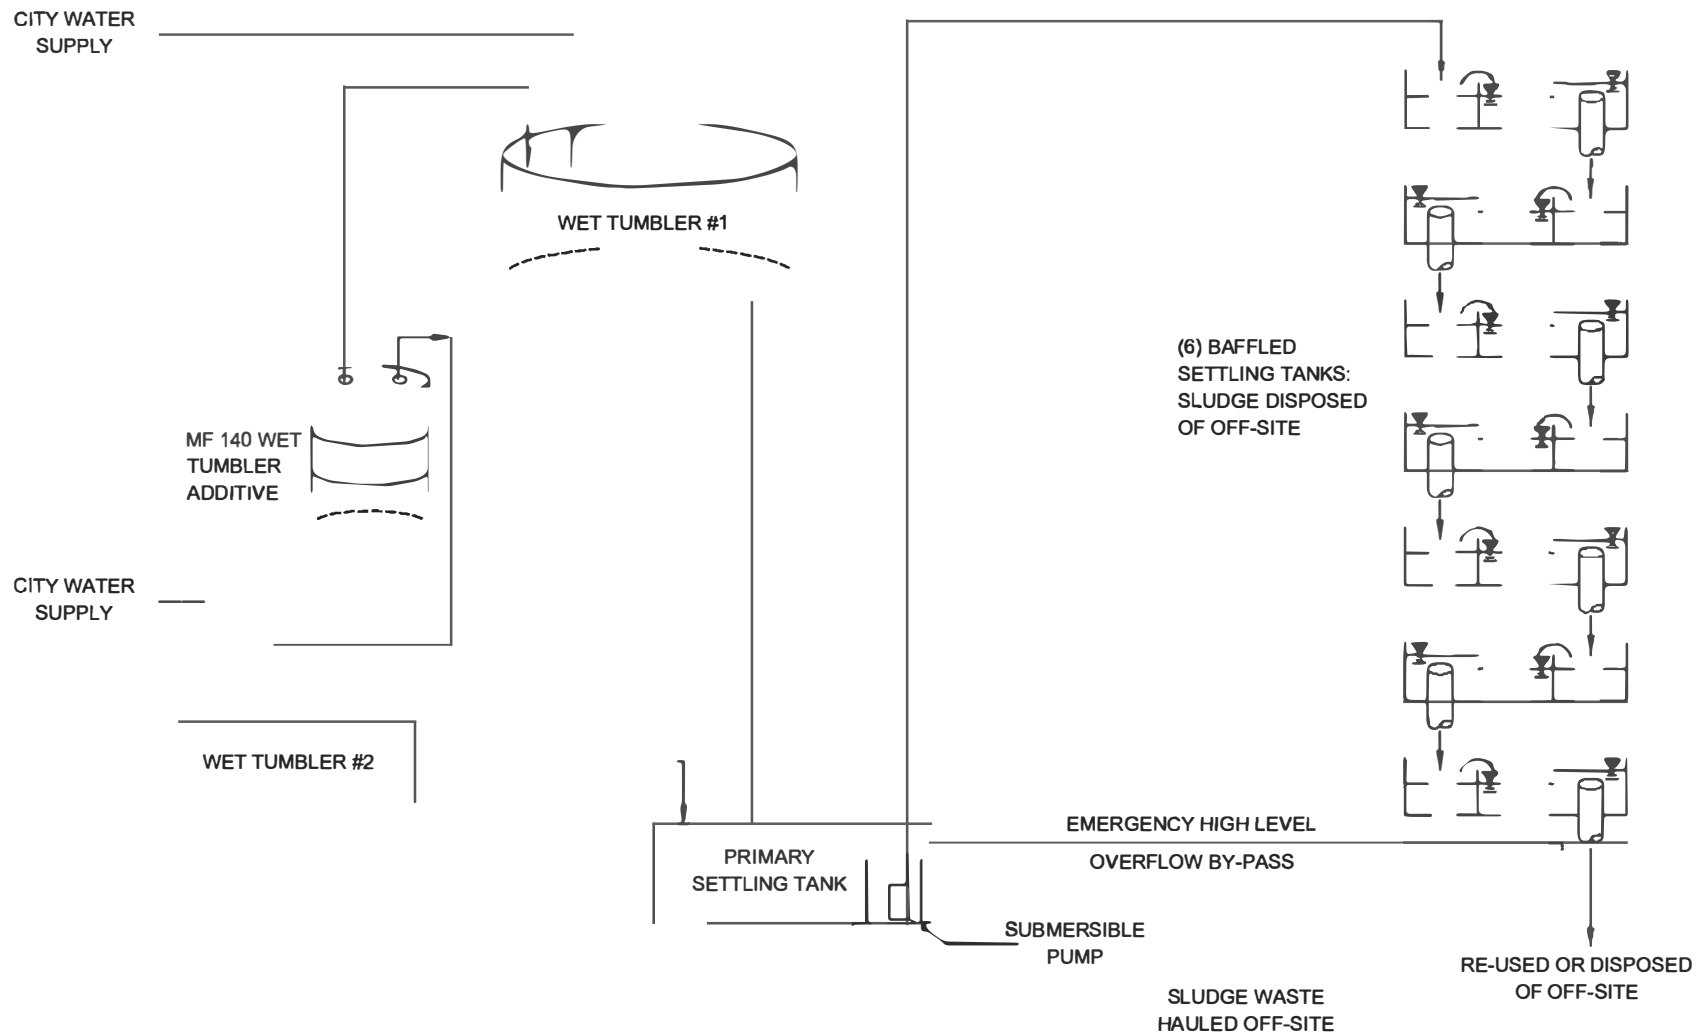 CITY WATER
SUPPLY
WET TUMBLER #1
(6) BAFFLED
SETTLING TANKS:
SLUDGE DISPOSED
OF OFF-SITE
MF 140 WET
TUMBLER
ADDITIVE
CITY WATER
SUPPLY
WET TUMBLER #2
EMERGENCY HIGH LEVEL
OVERFLOW BY-PASS
PRIMARY
SETTLING TANK
SUBMERSIBLE
PUMP
RE-USED OR DISPOSED
OF OFF-SITE
SLUDGE WASTE
HAULED OFF-SITE